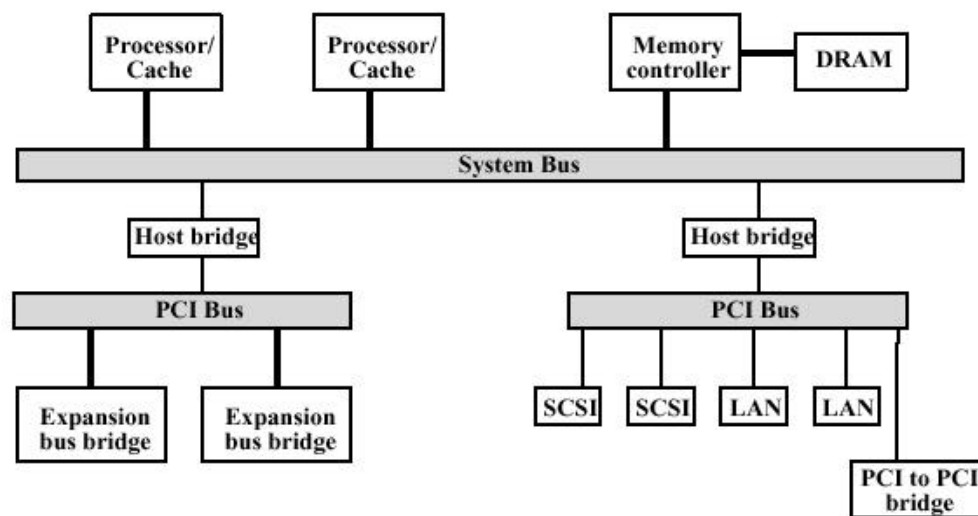 Processor/
Cache
Processor/
Cache
Memory
controller
DRAM
System Bus
Host bridge
Host bridge
PCI Bus
PCI Bus
Expansion
bus bridge
Expansion
bus bridge
SCSI
SCSI
LAN
LAN
PCI to PCI
bridge